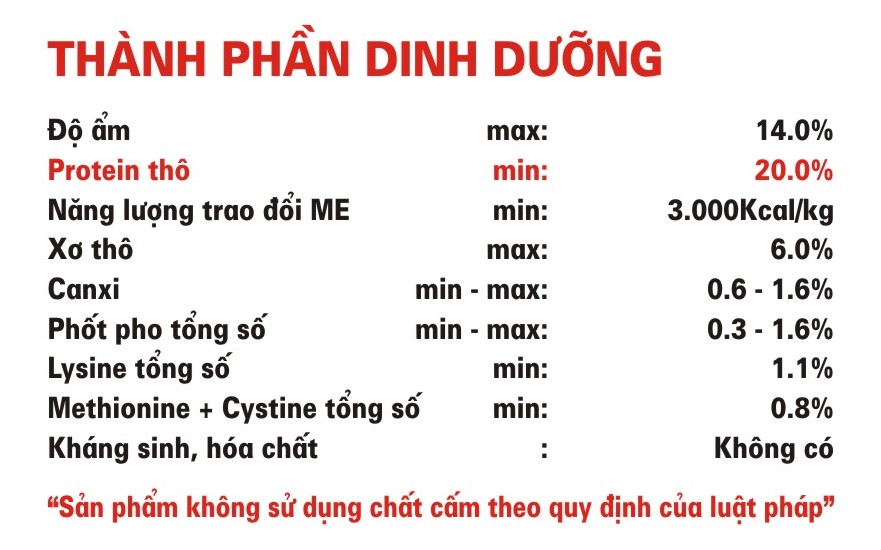 THÀNH PHẦN DINH DƯỠNG
Độ ẩm max: 14.0%
Protein thô min: 20.0%
Năng lượng trao đổi ME min: 3.000Kcal/kg
Xơ thô max: 6.0%
Canxi min - max: 0.6 - 1.6%
Phốt pho tổng số min - max: 0.3 - 1.6%
Lysine tổng số min: 1.1%
Methionine + Cystine tổng số min: 0.8%
Kháng sinh, hóa chất : Không có
“Sản phẩm không sử dụng chất cấm theo quy định của luật pháp”